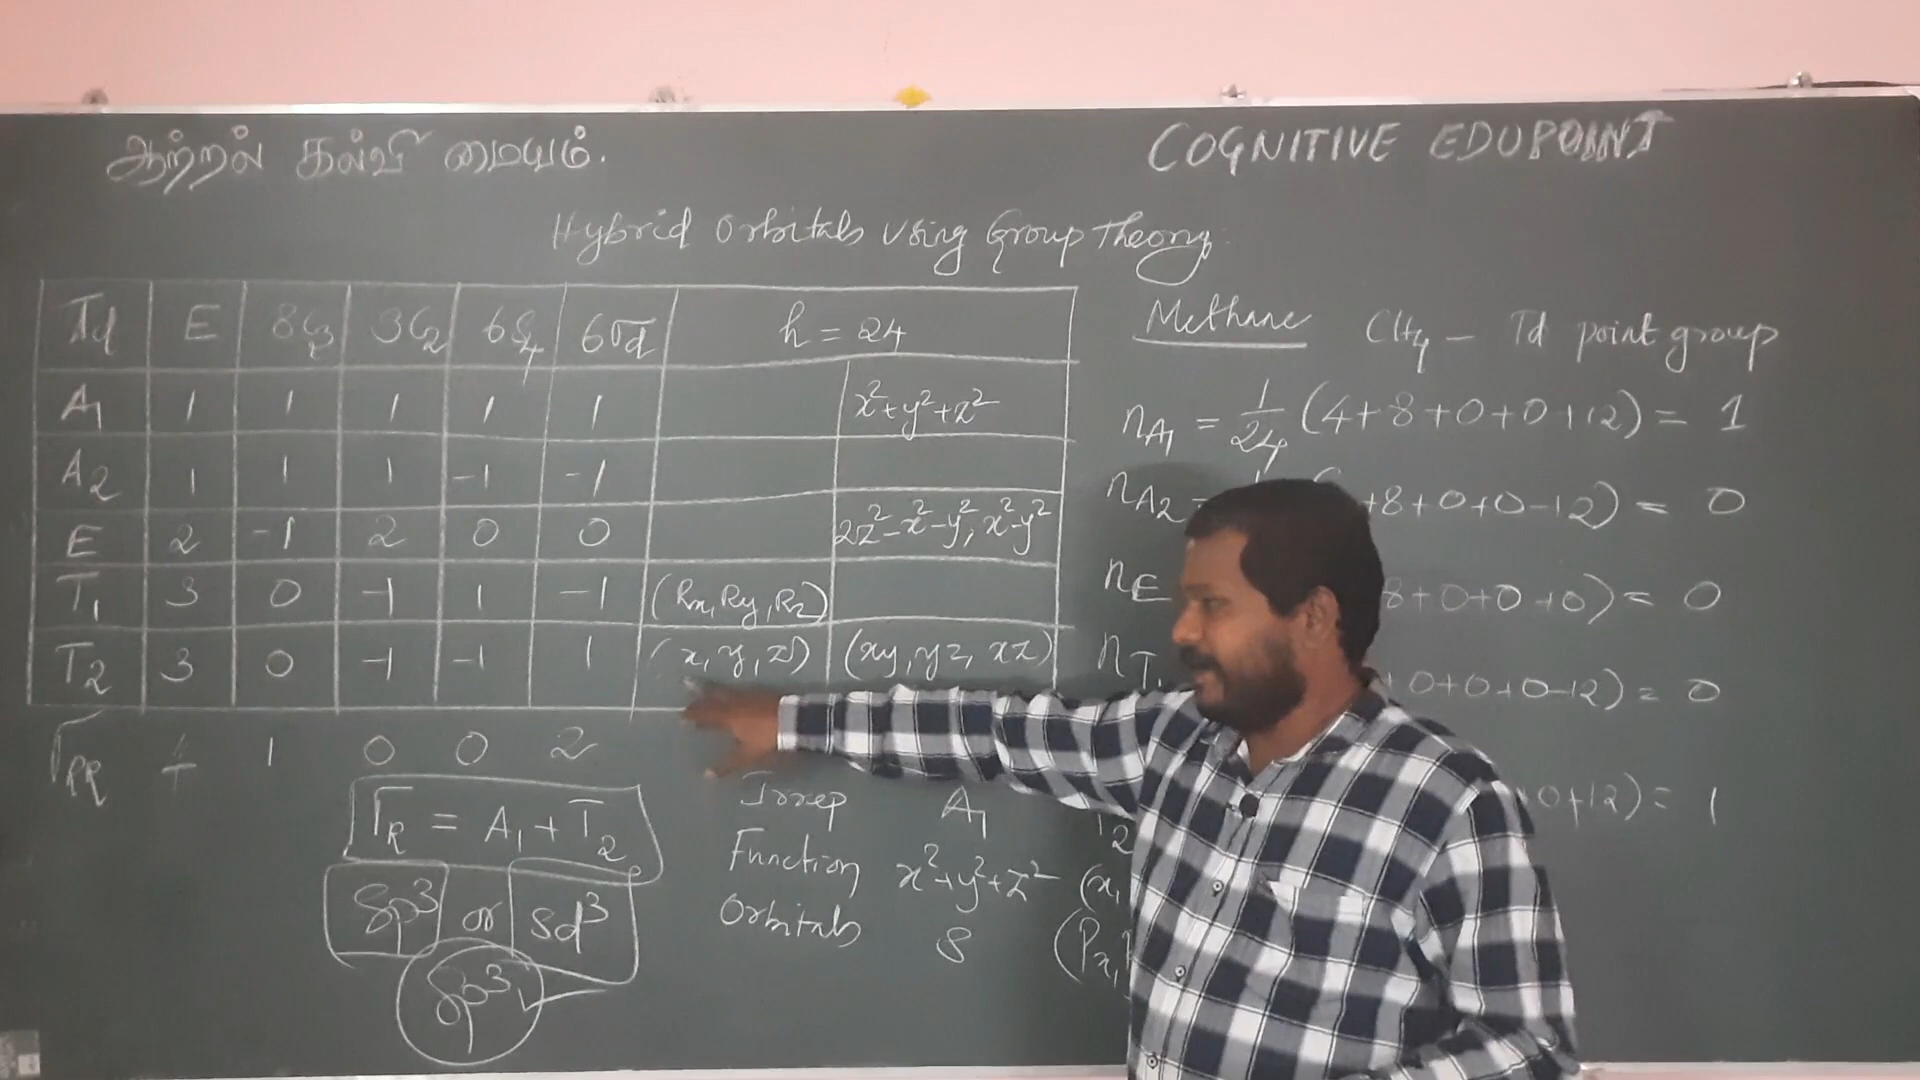 ஆற்றல் கல்வி மையம்.
COGNITIVE EDUPOINT
Hybrid Orbitals Using Group Theory
Td E 8C3 3C2 6S4 6σd h = 24
A1 1 1 1 1 1 x²+y²+z²
A2 1 1 1 -1 -1
E 2 -1 2 0 0 2z²-x²-y², x²-y²
T1 3 0 -1 1 -1 (Rx, Ry, Rz)
T2 3 0 -1 -1 1 (x, y, z) (xy, yz, xz)
ΓRR 4 1 0 0 2
ΓR = A1 + T2
Sp³ or Sd³
Sp³
Methane CH4 – Td point group
nA1 = 1/24 (4+8+0+0+12) = 1
nA2 +8+0+0-12) = 0
nE 8+0+0+0) = 0
nT 0+0+0-12) = 0
0+12) = 1
Irrep A1
Function x²+y²+z² (x,
Orbitals S (Px,